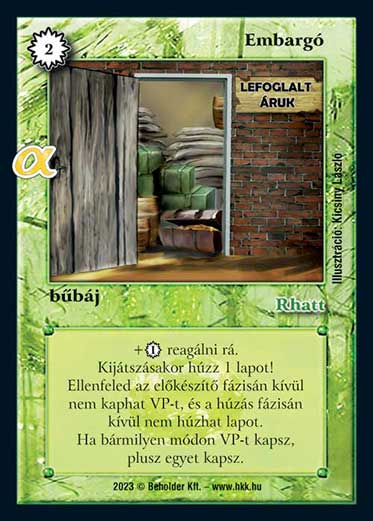 2
Embargó
LEFOGLALT
ÁRUK
α
Illusztráció: Kicsiny László
bűbáj
Rhatt
+1 reagálni rá.
Kijátszásakor húzz 1 lapot!
Ellenfeled az előkészítő fázisán kívül
nem kaphat VP-t, és a húzás fázisán
kívül nem húzhat lapot.
Ha bármilyen módon VP-t kapsz,
plusz egyet kapsz.
2023 © Beholder Kft. – www.hkk.hu